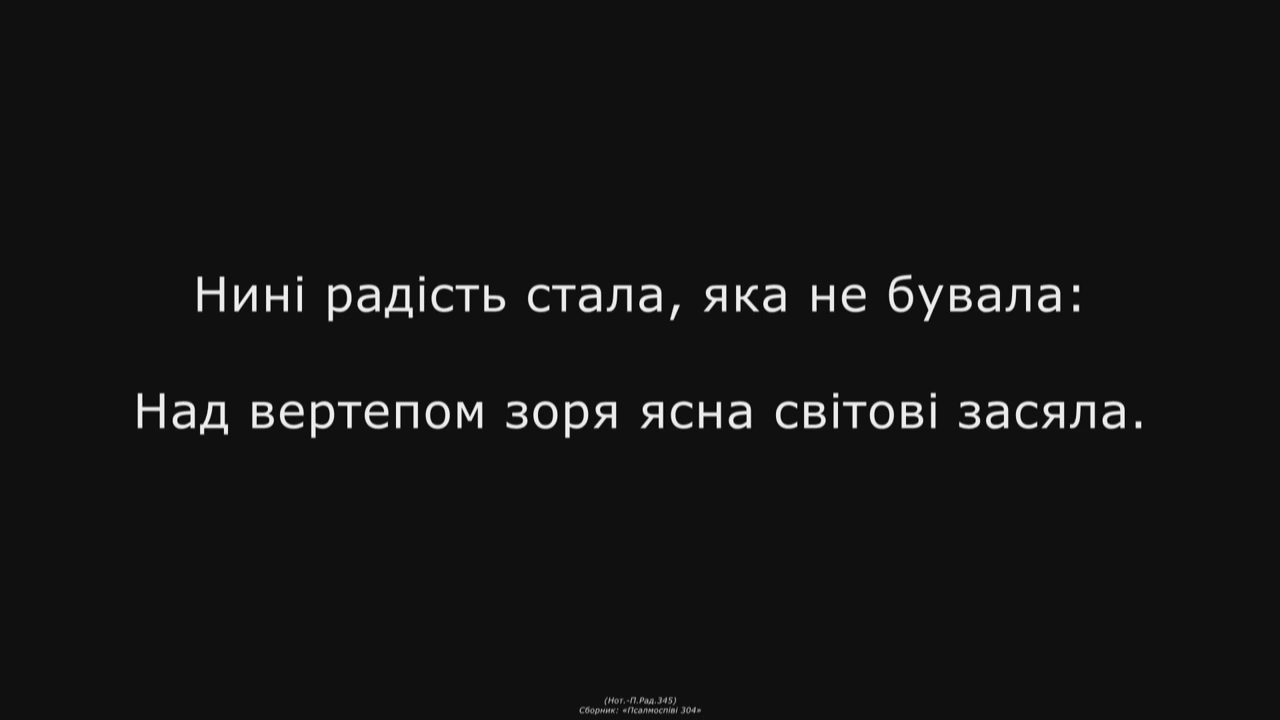 Нині радість стала, яка не бувала:
Над вертепом зоря ясна світові засяла.
(Нот.-П.Рад.345)
Сборник: «Псалмоспіві 304»